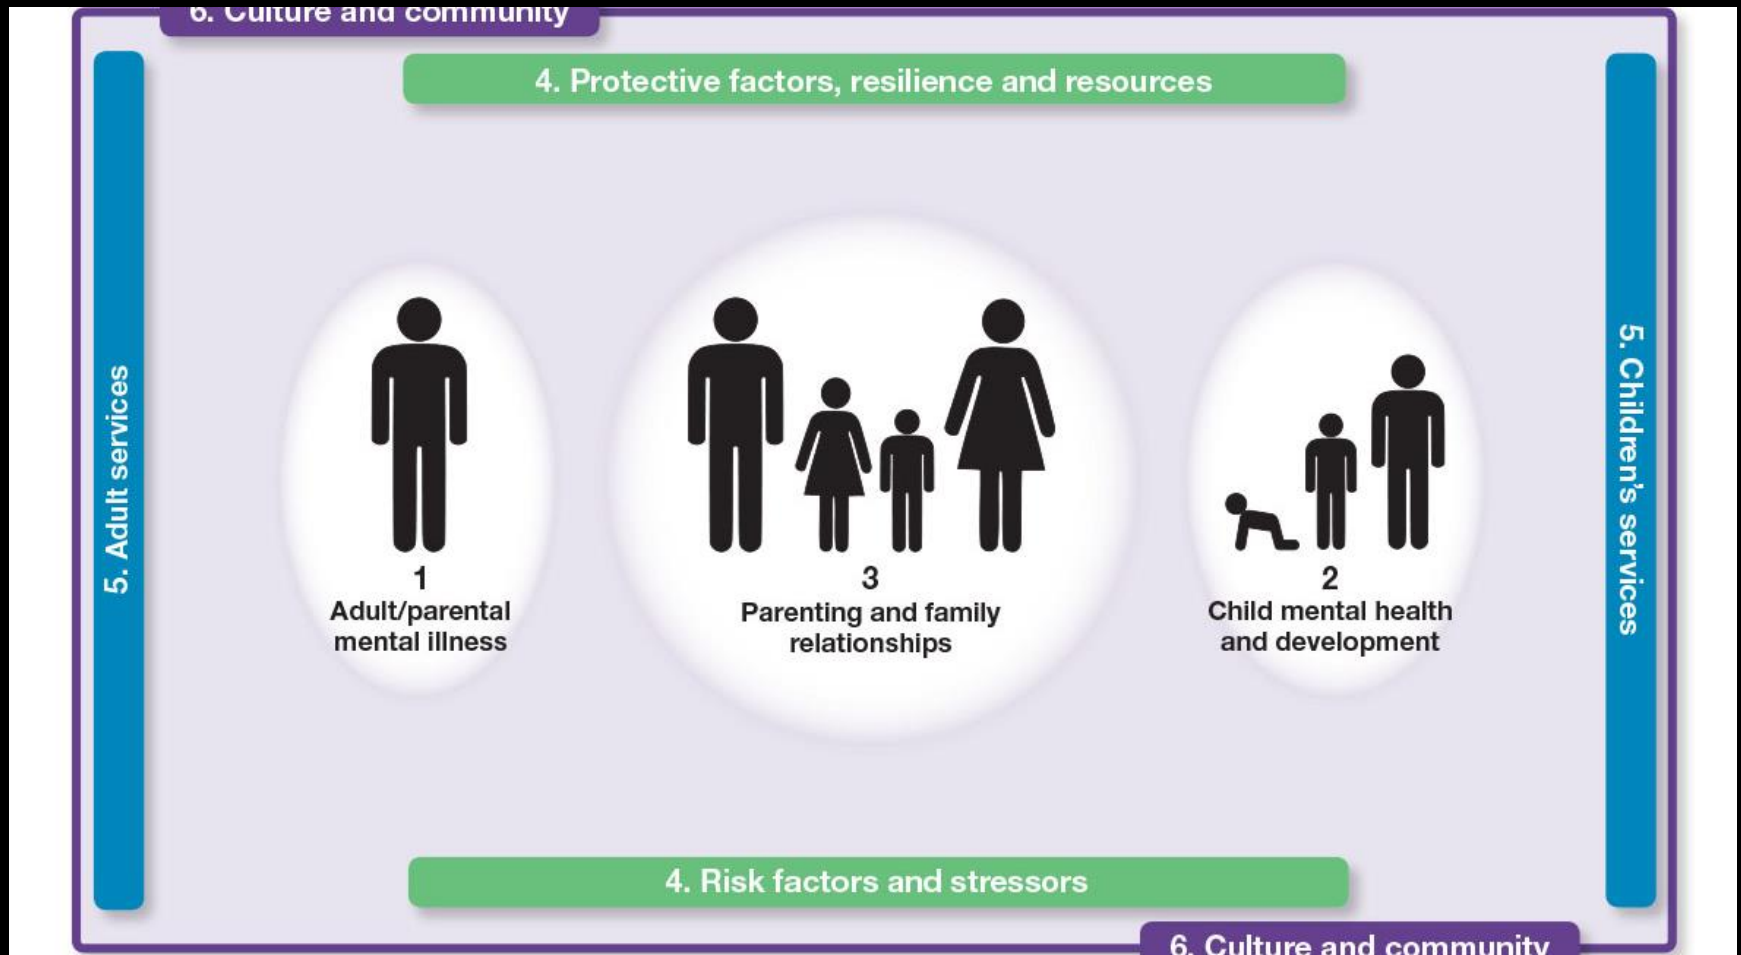 6. Culture and community
4. Protective factors, resilience and resources
5. Adult services
1
Adult/parental
mental illness
3
Parenting and family
relationships
2
Child mental health
and development
5. Children's services
4. Risk factors and stressors
6. Culture and community